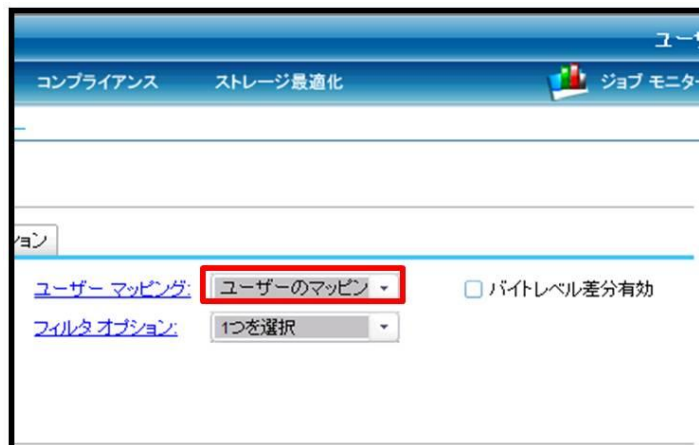 ユーザ
コンプライアンス ストレージ最適化 ジョブ モニター
ション
ユーザー マッピング: ユーザーのマッピン バイトレベル差分有効
フィルタ オプション: 1つを選択